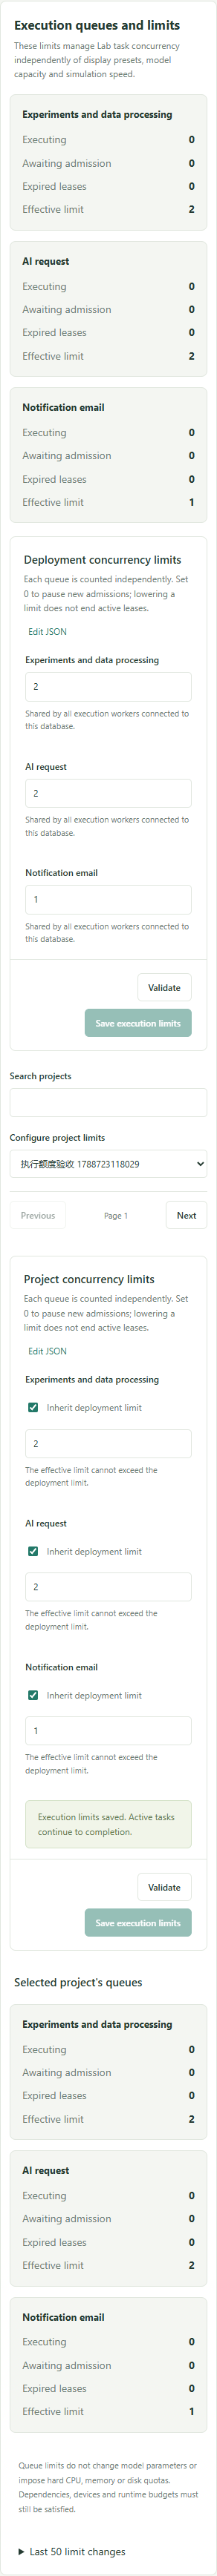 Execution queues and limits
These limits manage Lab task concurrency
independently of display presets, model
capacity and simulation speed.
Experiments and data processing
Executing 0
Awaiting admission 0
Expired leases 0
Effective limit 2
AI request
Executing 0
Awaiting admission 0
Expired leases 0
Effective limit 2
Notification email
Executing 0
Awaiting admission 0
Expired leases 0
Effective limit 1
Deployment concurrency limits
Each queue is counted independently. Set
0 to pause new admissions; lowering a
limit does not end active leases.
Edit JSON
Experiments and data processing
2
Shared by all execution workers connected to
this database.
AI request
2
Shared by all execution workers connected to
this database.
Notification email
1
Shared by all execution workers connected to
this database.
Validate
Save execution limits
Search projects
Configure project limits
执行额度验收 1788723118029
Previous Page 1 Next
Project concurrency limits
Each queue is counted independently. Set
0 to pause new admissions; lowering a
limit does not end active leases.
Edit JSON
Experiments and data processing
Inherit deployment limit
2
The effective limit cannot exceed the
deployment limit.
AI request
Inherit deployment limit
2
The effective limit cannot exceed the
deployment limit.
Notification email
Inherit deployment limit
1
The effective limit cannot exceed the
deployment limit.
Execution limits saved. Active tasks
continue to completion.
Validate
Save execution limits
Selected project's queues
Experiments and data processing
Executing 0
Awaiting admission 0
Expired leases 0
Effective limit 2
AI request
Executing 0
Awaiting admission 0
Expired leases 0
Effective limit 2
Notification email
Executing 0
Awaiting admission 0
Expired leases 0
Effective limit 1
Queue limits do not change model parameters or
impose hard CPU, memory or disk quotas.
Dependencies, devices and runtime budgets must
still be satisfied.
Last 50 limit changes